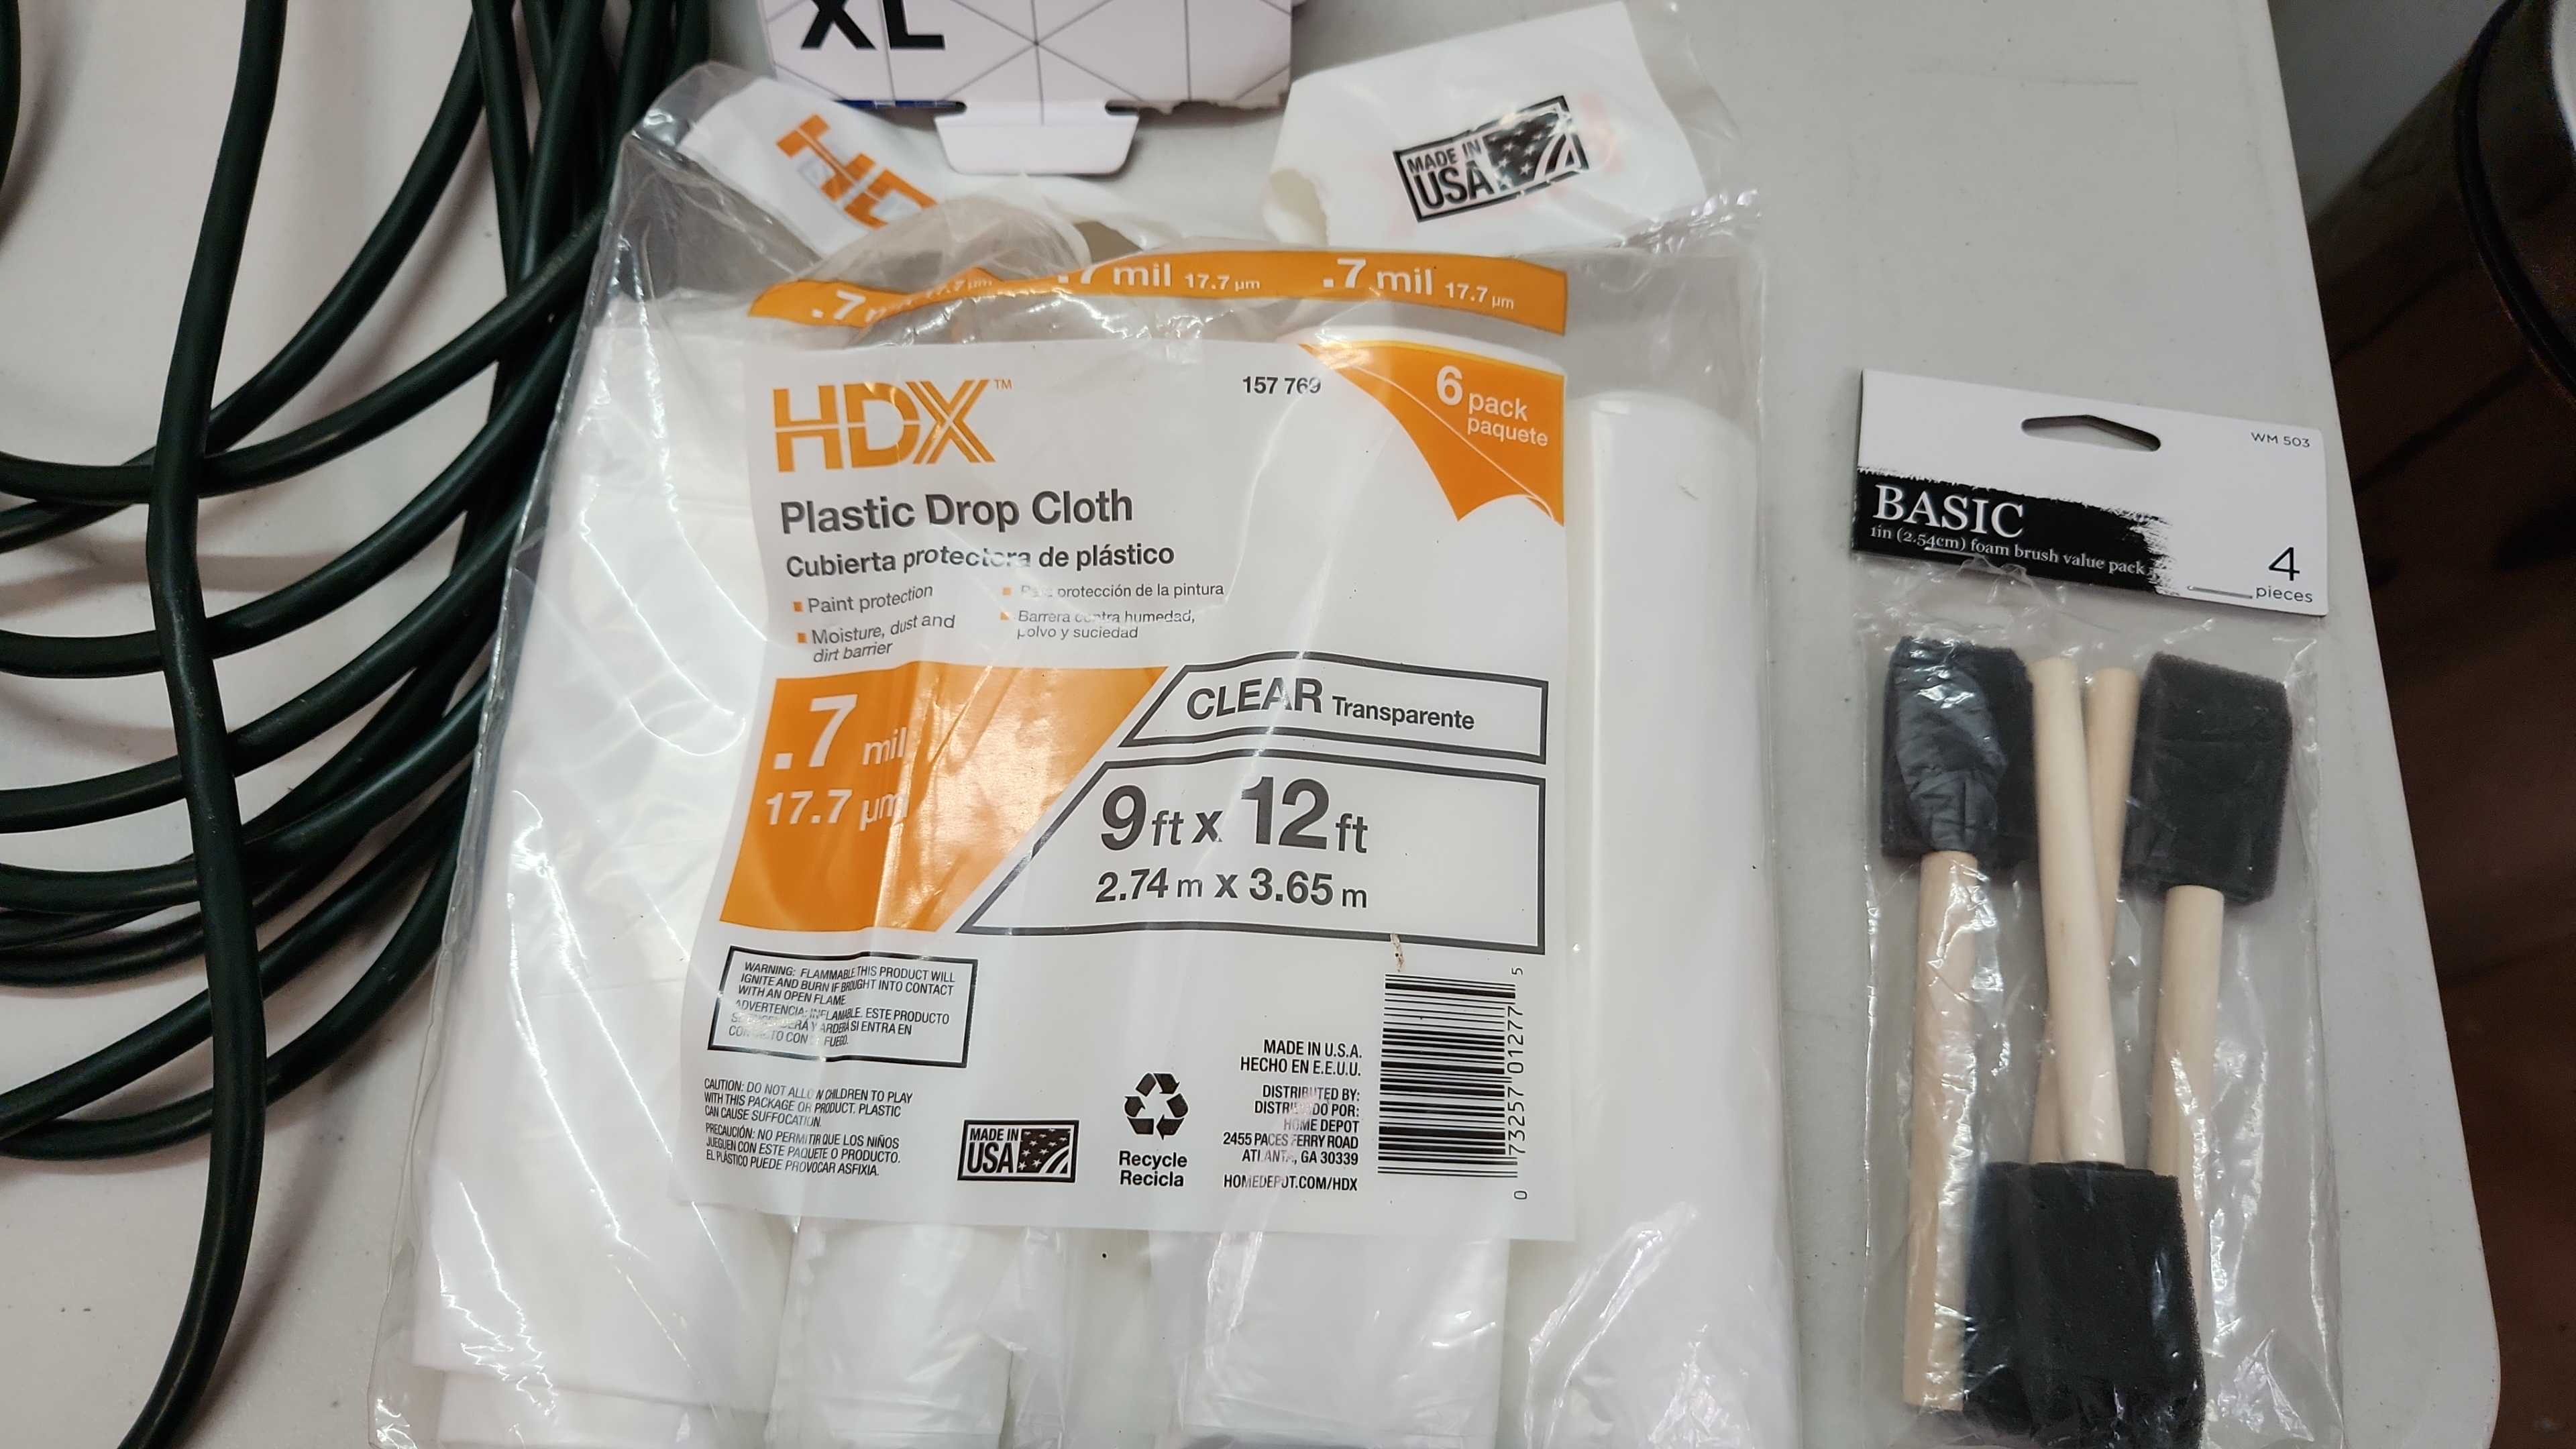 XL
HD
MADE IN
USA
.7 mil 17.7 µm
.7 mil 17.7 µm
HDX™
157 769
6 pack
paquete
Plastic Drop Cloth
Cubierta protectora de plástico
Paint protection
Moisture, dust and
dirt barrier
protección de la pintura
Barrera contra humedad,
polvo y suciedad
.7 mil
17.7 µm
CLEAR Transparente
9 ft x 12 ft
2.74 m x 3.65 m
WARNING: FLAMMABLE THIS PRODUCT WILL
IGNITE AND BURN IF BROUGHT INTO CONTACT
WITH AN OPEN FLAME
ADVERTENCIA: INFLAMABLE. ESTE PRODUCTO
SE ENCENDERÁ Y ARDERÁ SI ENTRA EN
CONTACTO CON FUEGO.
CAUTION: DO NOT ALLOW CHILDREN TO PLAY
WITH THIS PACKAGE OR PRODUCT. PLASTIC
CAN CAUSE SUFFOCATION.
PRECAUCIÓN: NO PERMITIR QUE LOS NIÑOS
JUEGUEN CON ESTE PAQUETE O PRODUCTO.
EL PLÁSTICO PUEDE PROVOCAR ASFIXIA.
MADE IN
USA
Recycle
Recicla
MADE IN U.S.A.
HECHO EN E.E.U.U.
DISTRIBUTED BY:
DISTRIBUIDO POR:
HOME DEPOT
2455 PACES FERRY ROAD
ATLANTA, GA 30339
HOMEDEPOT.COM/HDX
0 73257 01277 5
WM 503
BASIC
1in (2.54cm) foam brush value pack
4
pieces